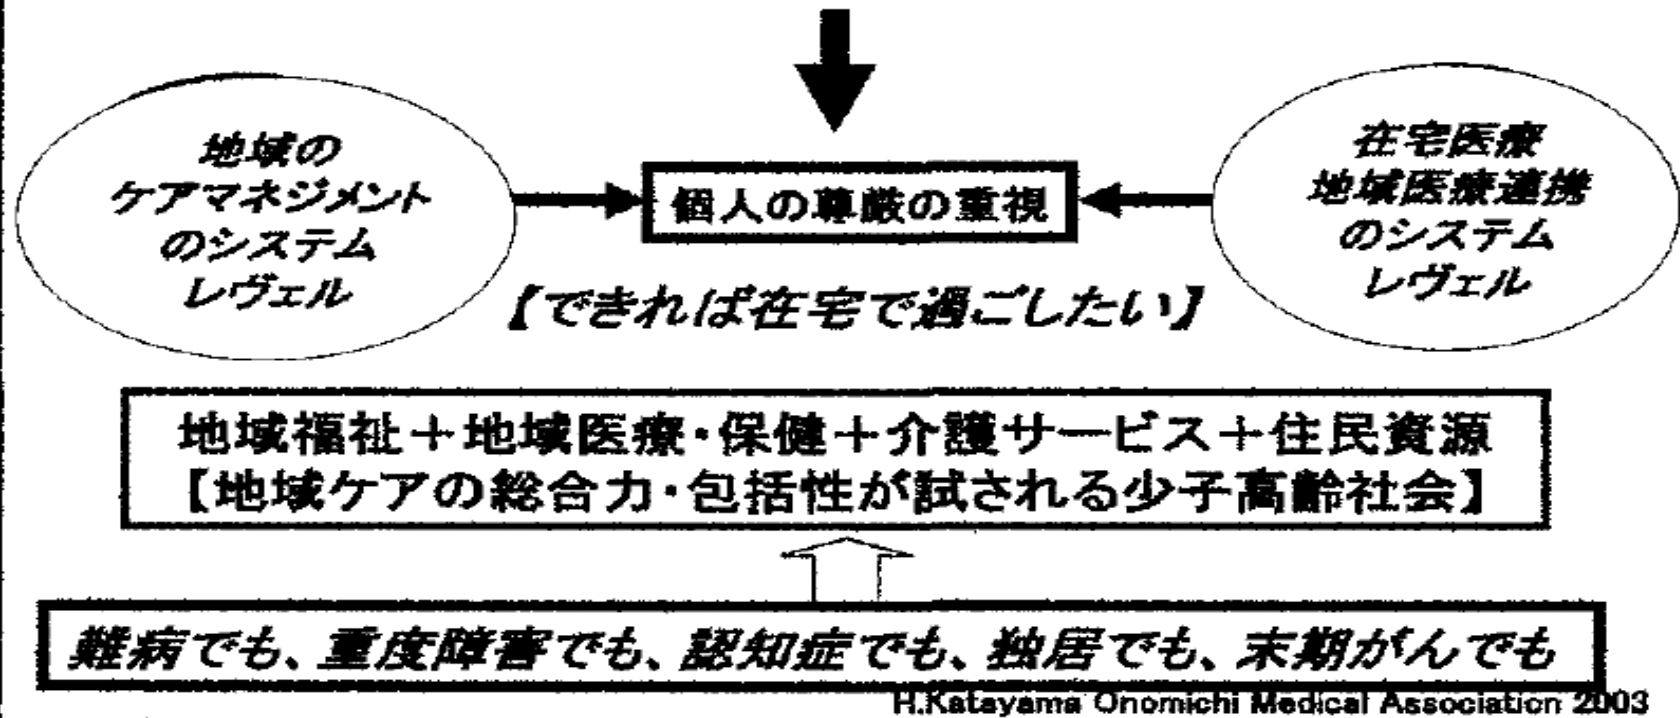 地域の
ケアマネジメント
のシステム
レヴェル
個人の尊厳の重視
在宅医療
地域医療連携
のシステム
レヴェル
【できれば在宅で過ごしたい】
地域福祉＋地域医療・保健＋介護サービス＋住民資源
【地域ケアの総合力・包括性が試される少子高齢社会】
難病でも、重度障害でも、認知症でも、独居でも、末期がんでも
H.Katayama Onomichi Medical Association 2003